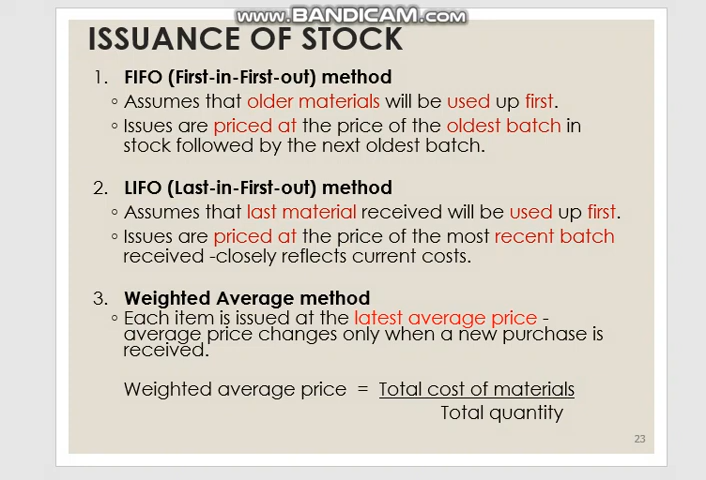 www.BANDICAM.com
ISSUANCE OF STOCK
1. FIFO (First-in-First-out) method
◦ Assumes that older materials will be used up first.
◦ Issues are priced at the price of the oldest batch in
stock followed by the next oldest batch.
2. LIFO (Last-in-First-out) method
◦ Assumes that last material received will be used up first.
◦ Issues are priced at the price of the most recent batch
received -closely reflects current costs.
3. Weighted Average method
◦ Each item is issued at the latest average price -
average price changes only when a new purchase is
received.
Weighted average price = Total cost of materials
Total quantity
23